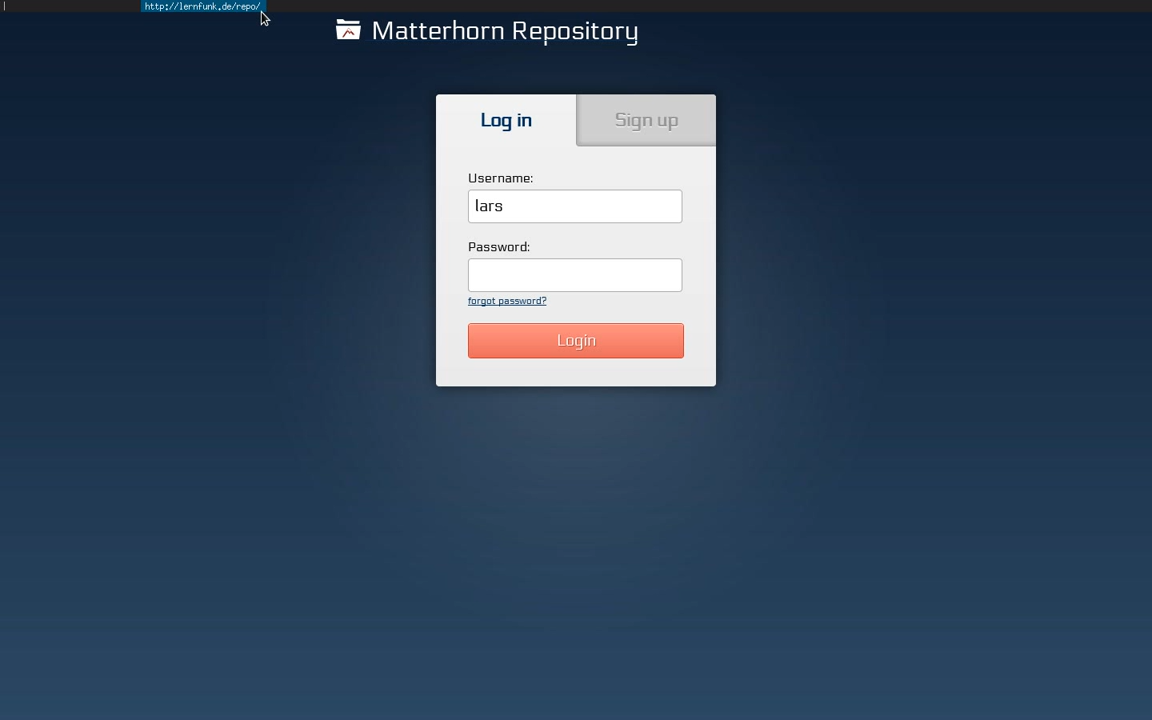 http://lernfunk.de/repo/
Matterhorn Repository
Log in
Sign up
Username:
lars
Password:
forgot password?
Login